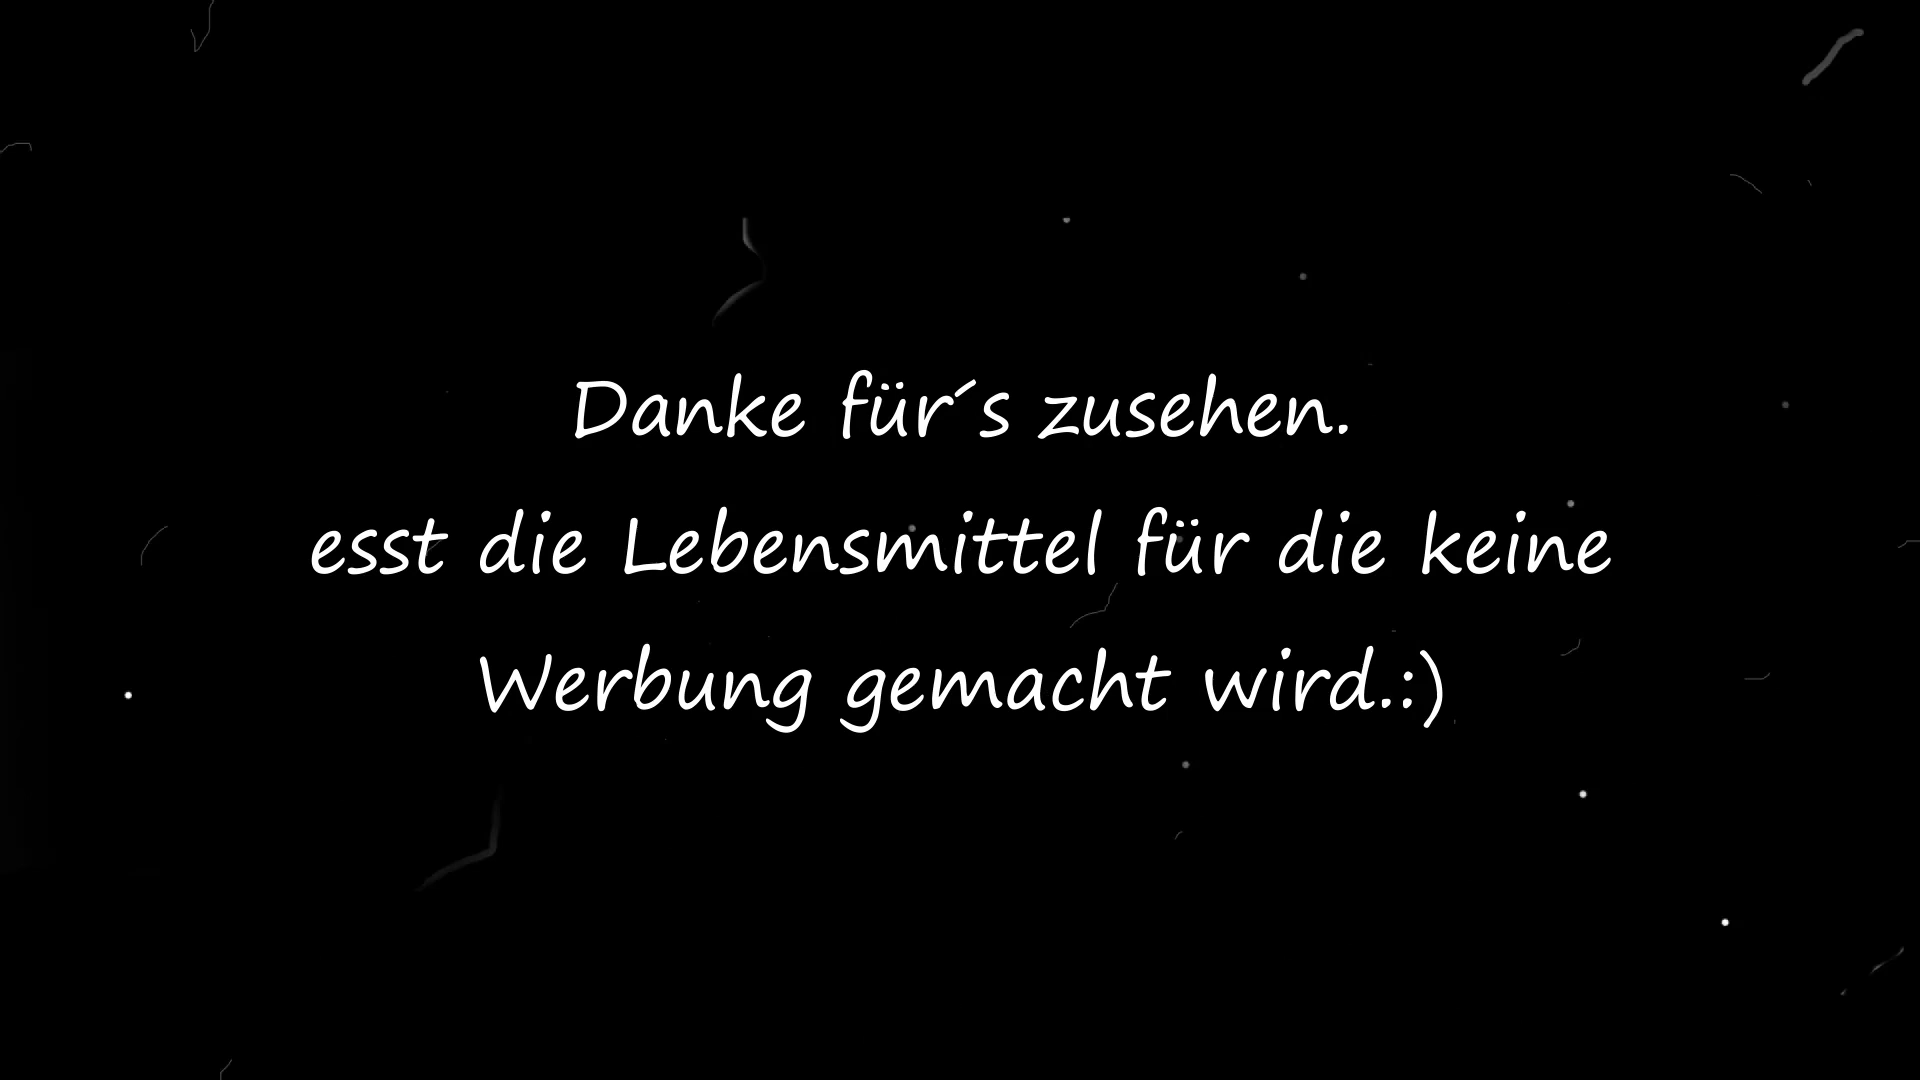 Danke für´s zusehen.
esst die Lebensmittel für die keine
Werbung gemacht wird.:)